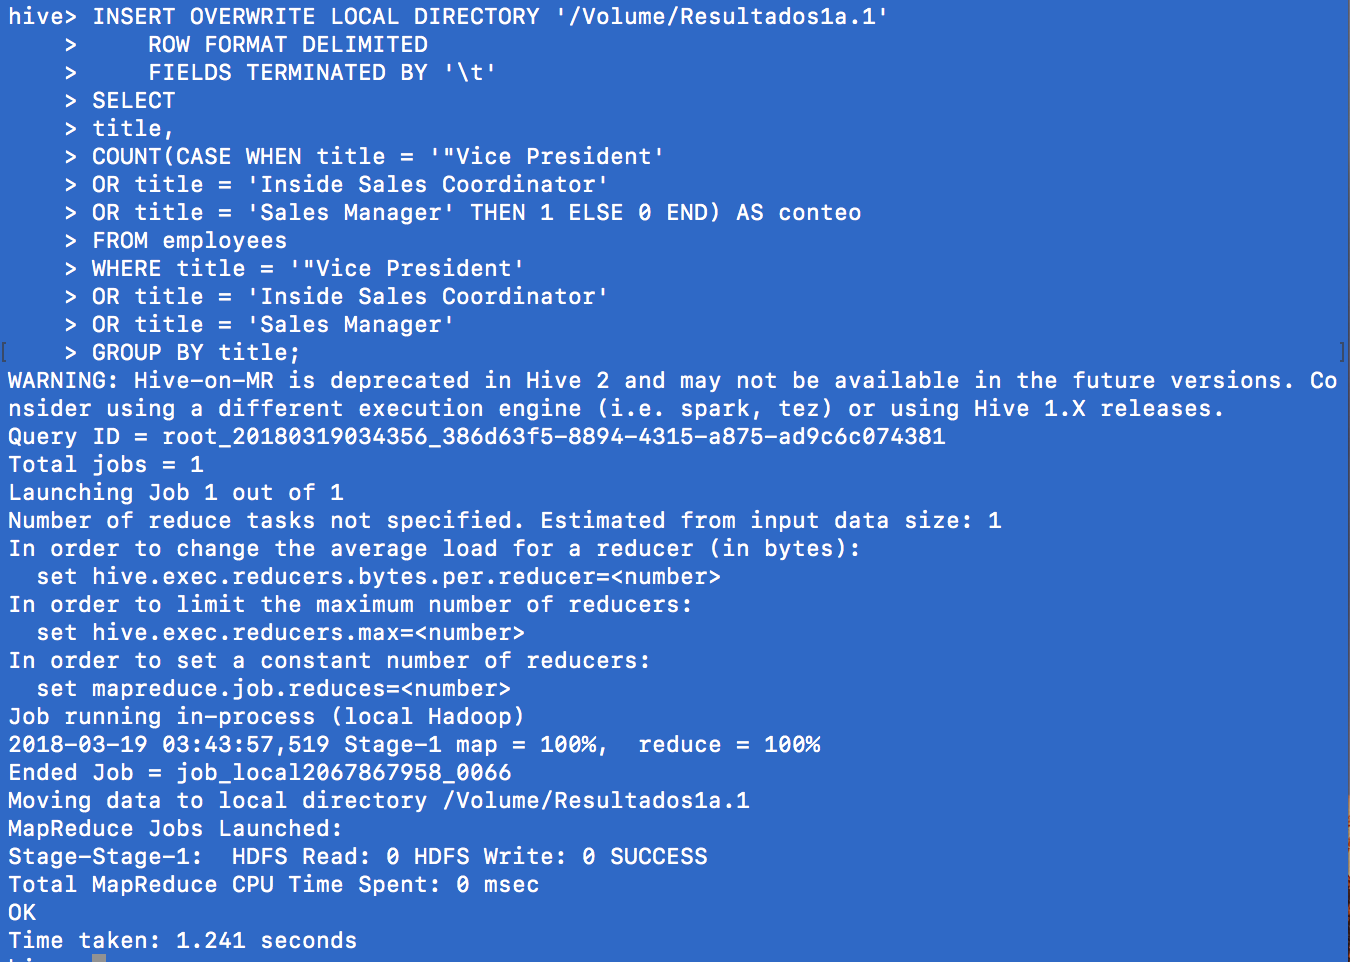 hive> INSERT OVERWRITE LOCAL DIRECTORY '/Volume/Resultados1a.1'
    >     ROW FORMAT DELIMITED
    >     FIELDS TERMINATED BY '\t'
    > SELECT
    > title,
    > COUNT(CASE WHEN title = '"Vice President'
    > OR title = 'Inside Sales Coordinator'
    > OR title = 'Sales Manager' THEN 1 ELSE 0 END) AS conteo
    > FROM employees
    > WHERE title = '"Vice President'
    > OR title = 'Inside Sales Coordinator'
    > OR title = 'Sales Manager'
[    > GROUP BY title; ]
WARNING: Hive-on-MR is deprecated in Hive 2 and may not be available in the future versions. Co
nsider using a different execution engine (i.e. spark, tez) or using Hive 1.X releases.
Query ID = root_20180319034356_386d63f5-8894-4315-a875-ad9c6c074381
Total jobs = 1
Launching Job 1 out of 1
Number of reduce tasks not specified. Estimated from input data size: 1
In order to change the average load for a reducer (in bytes):
  set hive.exec.reducers.bytes.per.reducer=<number>
In order to limit the maximum number of reducers:
  set hive.exec.reducers.max=<number>
In order to set a constant number of reducers:
  set mapreduce.job.reduces=<number>
Job running in-process (local Hadoop)
2018-03-19 03:43:57,519 Stage-1 map = 100%,  reduce = 100%
Ended Job = job_local2067867958_0066
Moving data to local directory /Volume/Resultados1a.1
MapReduce Jobs Launched:
Stage-Stage-1:  HDFS Read: 0 HDFS Write: 0 SUCCESS
Total MapReduce CPU Time Spent: 0 msec
OK
Time taken: 1.241 seconds